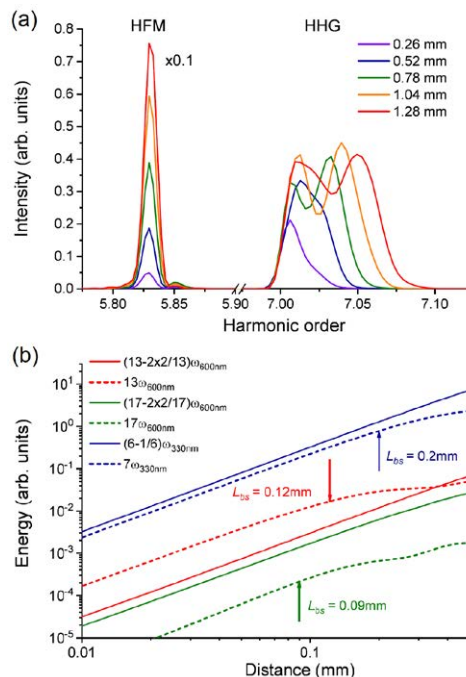 (a)
HFM
HHG
x0.1
0.26 mm
0.52 mm
0.78 mm
1.04 mm
1.28 mm
Intensity (arb. units)
0.8
0.7
0.6
0.5
0.4
0.3
0.2
0.1
0.0
5.80 5.85 5.90 7.00 7.05 7.10
Harmonic order
(b)
(13-2x2/13)ω600nm
13ω600nm
(17-2x2/17)ω600nm
17ω600nm
(6-1/6)ω330nm
7ω330nm
Energy (arb. units)
10^1
10^0
10^-1
10^-2
10^-3
10^-4
10^-5
Lbs = 0.2mm
Lbs = 0.12mm
Lbs = 0.09mm
0.01 0.1
Distance (mm)